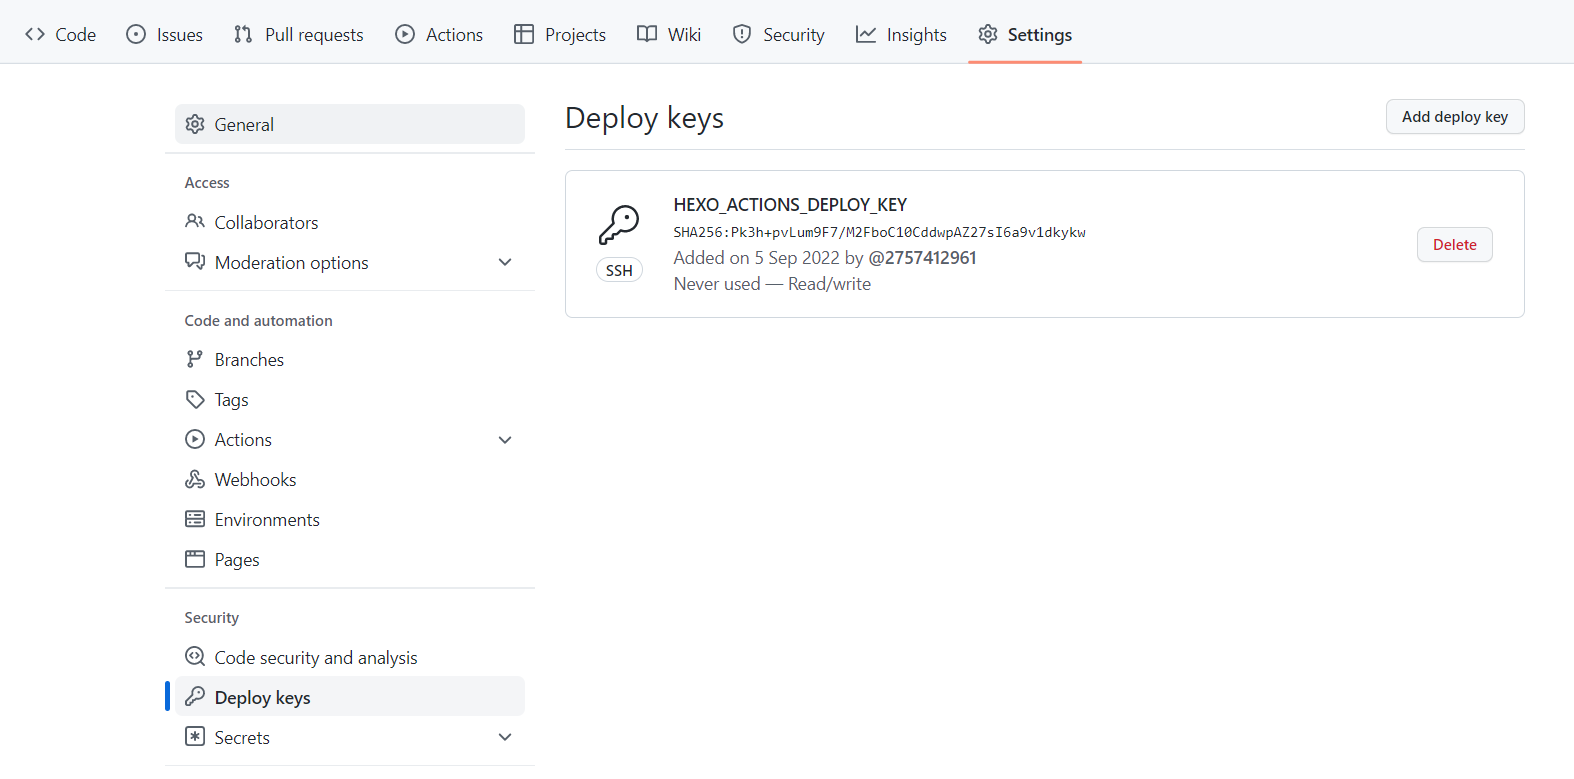 Code Issues Pull requests Actions Projects Wiki Security Insights Settings
General
Access
Collaborators
Moderation options
Code and automation
Branches
Tags
Actions
Webhooks
Environments
Pages
Security
Code security and analysis
Deploy keys
Secrets
Deploy keys
Add deploy key
HEXO_ACTIONS_DEPLOY_KEY
SHA256:Pk3h+pvLum9F7/M2FboC10CddwpAZ27sI6a9v1dkykw
Added on 5 Sep 2022 by @2757412961
Never used — Read/write
SSH
Delete